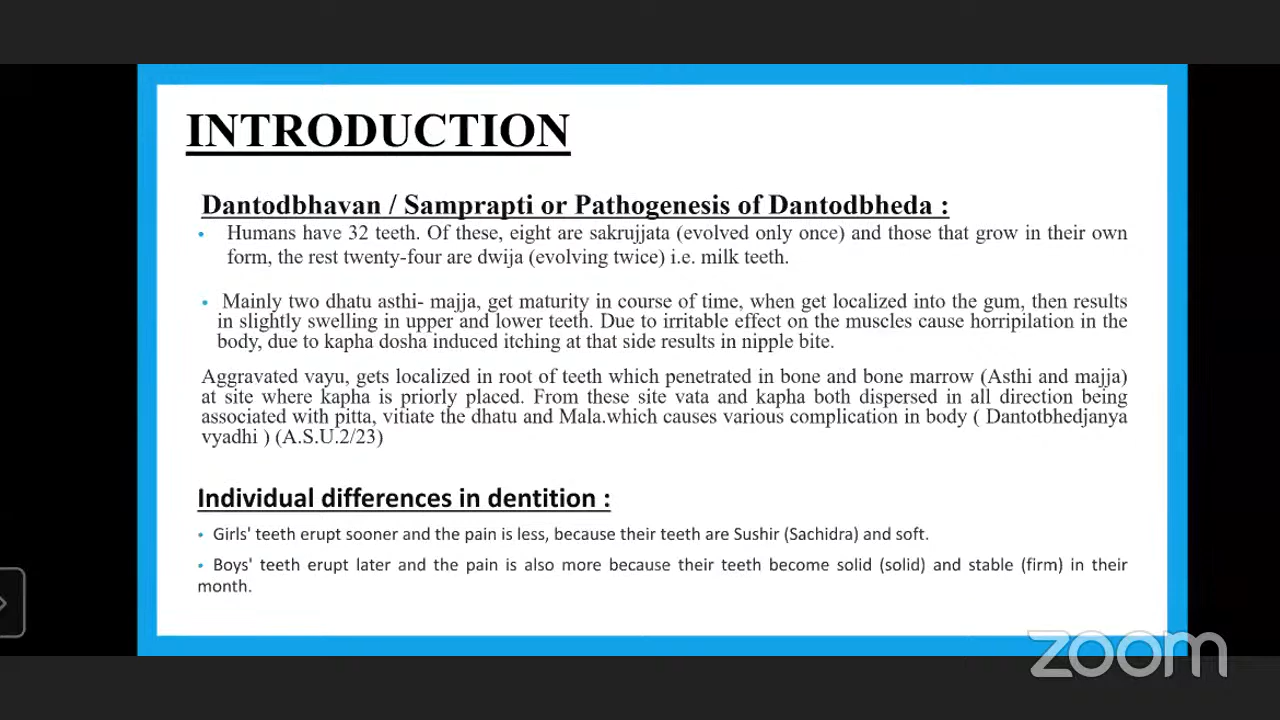 INTRODUCTION
Dantodbhavan / Samprapti or Pathogenesis of Dantodbheda :
• Humans have 32 teeth. Of these, eight are sakrujjata (evolved only once) and those that grow in their own
form, the rest twenty-four are dwija (evolving twice) i.e. milk teeth.
• Mainly two dhatu asthi- majja, get maturity in course of time, when get localized into the gum, then results
in slightly swelling in upper and lower teeth. Due to irritable effect on the muscles cause horripilation in the
body, due to kapha dosha induced itching at that side results in nipple bite.
Aggravated vayu, gets localized in root of teeth which penetrated in bone and bone marrow (Asthi and majja)
at site where kapha is priorly placed. From these site vata and kapha both dispersed in all direction being
associated with pitta, vitiate the dhatu and Mala.which causes various complication in body ( Dantotbhedjanya
vyadhi ) (A.S.U.2/23)
Individual differences in dentition :
• Girls' teeth erupt sooner and the pain is less, because their teeth are Sushir (Sachidra) and soft.
• Boys' teeth erupt later and the pain is also more because their teeth become solid (solid) and stable (firm) in their
month.
zoom